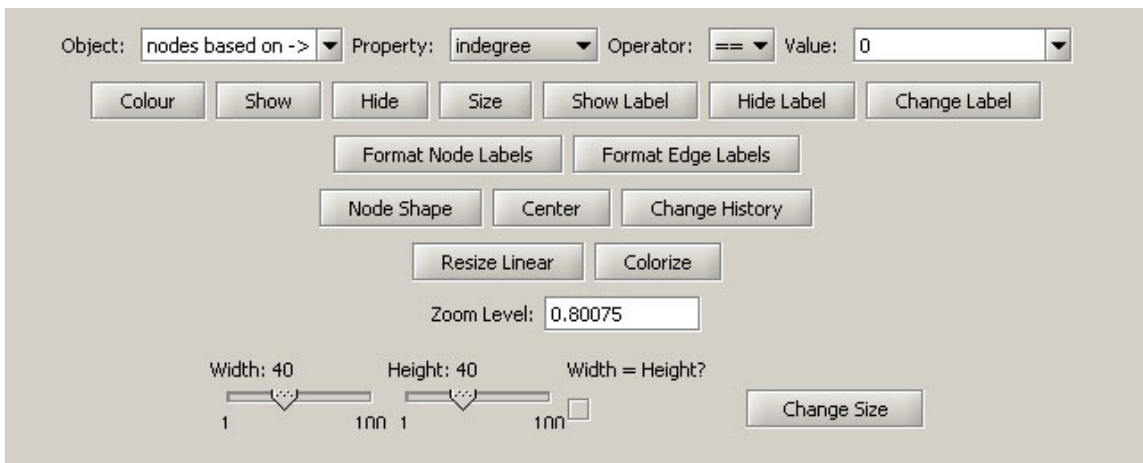 Object: nodes based on -> Property: indegree Operator: == Value: 0
Colour Show Hide Size Show Label Hide Label Change Label
Format Node Labels Format Edge Labels
Node Shape Center Change History
Resize Linear Colorize
Zoom Level: 0.80075
Width: 40 Height: 40 Width = Height?
Change Size
1 100 1 100